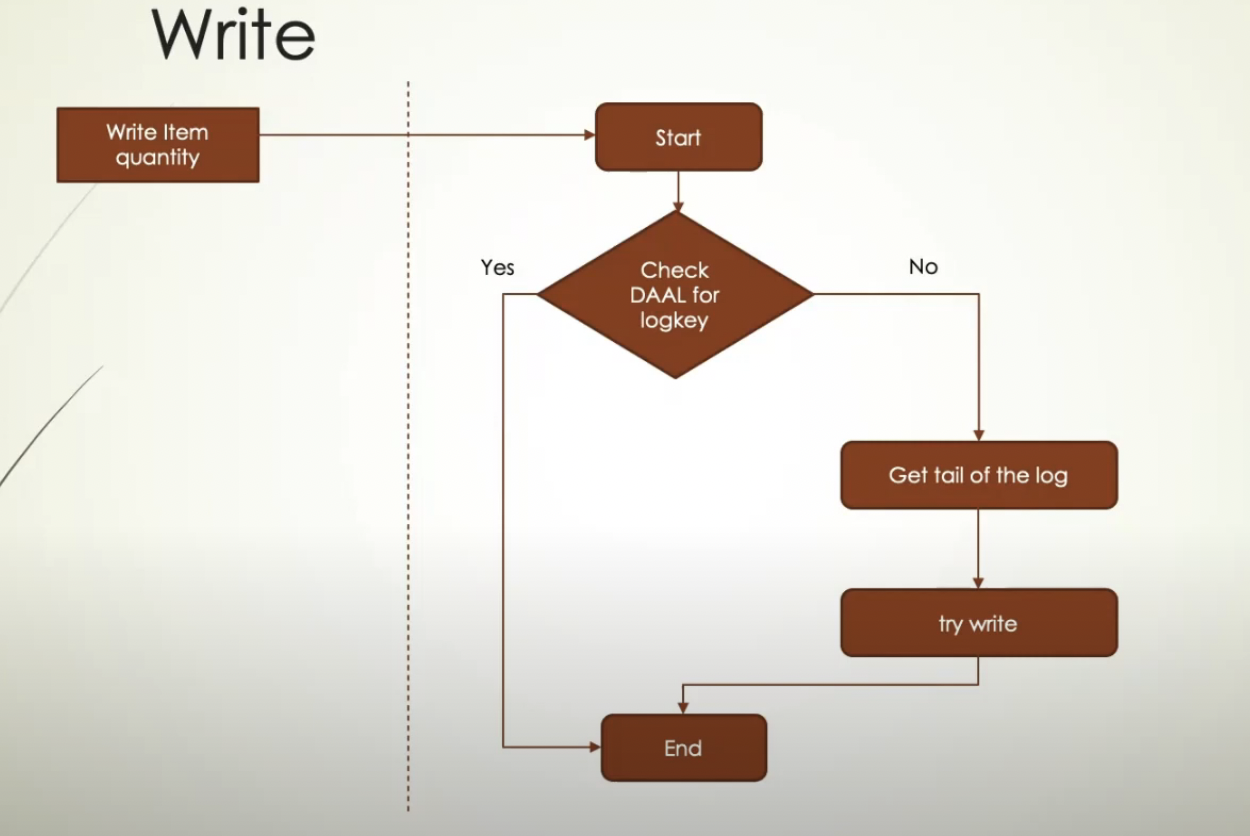 Write
Write Item
quantity
Start
Yes
Check
DAAL for
logkey
No
Get tail of the log
try write
End